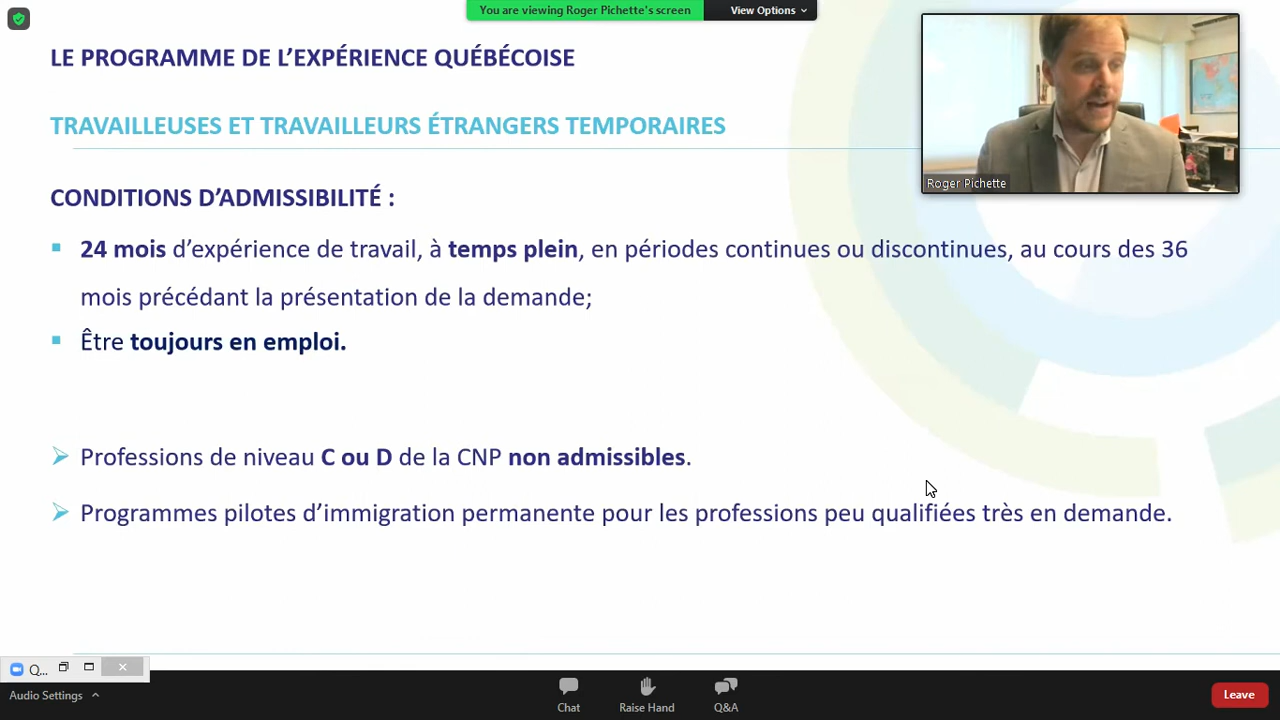 You are viewing Roger Pichette's screen
View Options
LE PROGRAMME DE L’EXPÉRIENCE QUÉBÉCOISE
TRAVAILLEUSES ET TRAVAILLEURS ÉTRANGERS TEMPORAIRES
Roger Pichette
CONDITIONS D’ADMISSIBILITÉ :
24 mois d’expérience de travail, à temps plein, en périodes continues ou discontinues, au cours des 36
mois précédant la présentation de la demande;
Être toujours en emploi.
Professions de niveau C ou D de la CNP non admissibles.
Programmes pilotes d’immigration permanente pour les professions peu qualifiées très en demande.
Q...
Audio Settings
Chat
Raise Hand
Q&A
Leave